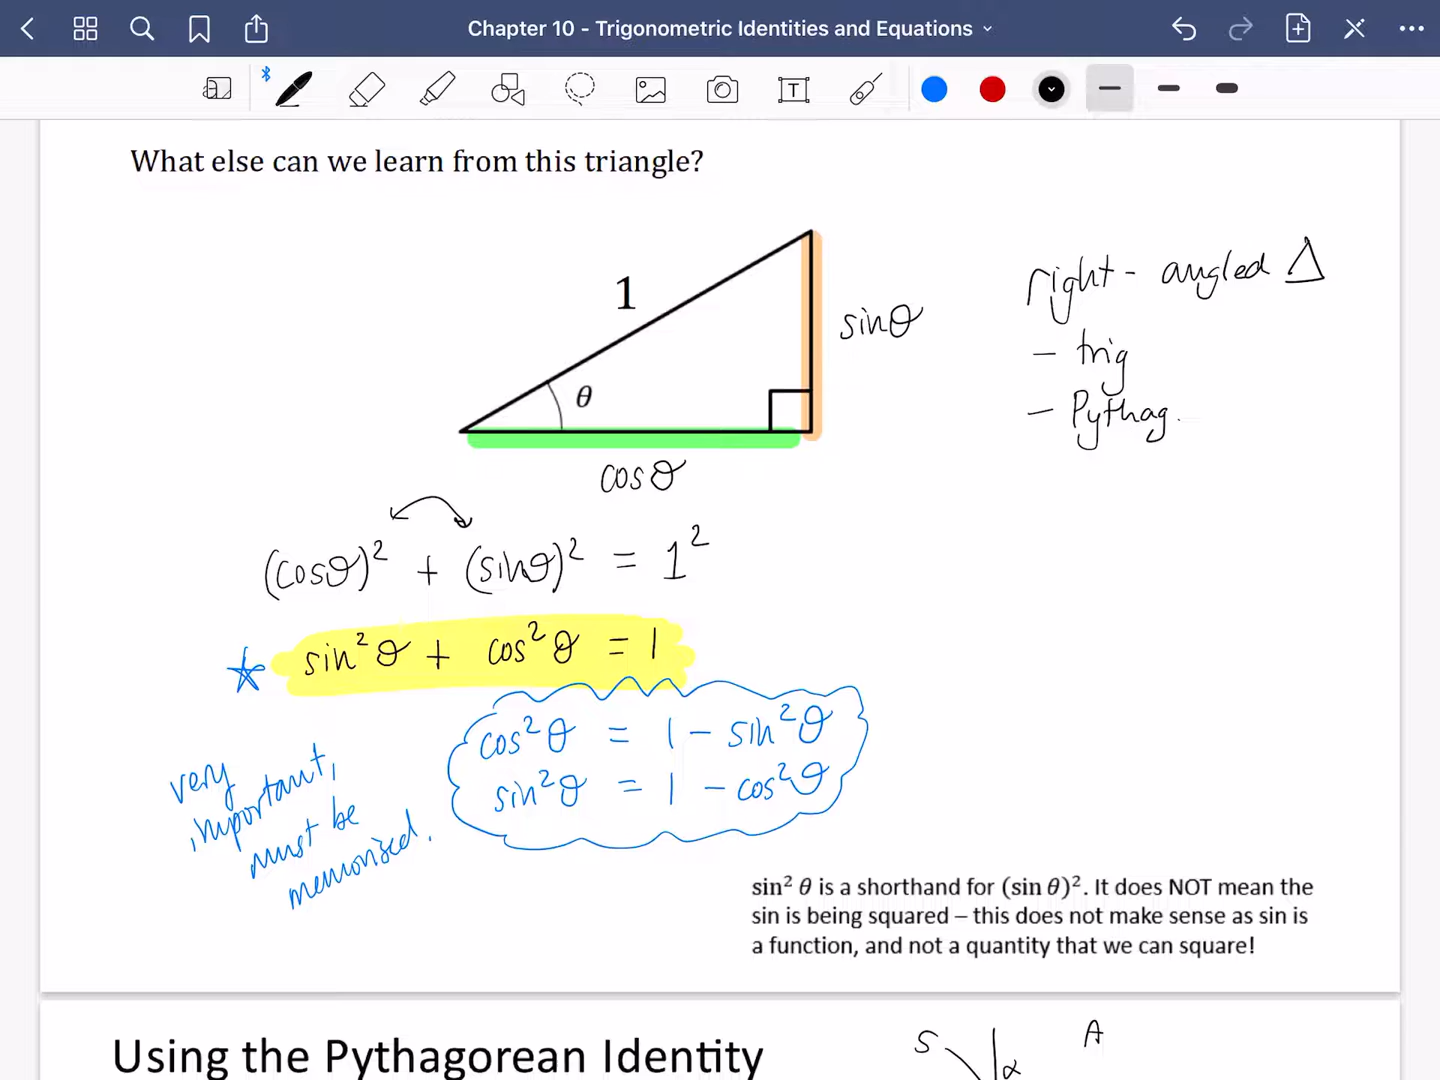 Chapter 10 - Trigonometric Identities and Equations
T
What else can we learn from this triangle?
1
θ
sinθ
cosθ
right - angled Δ
- trig
- Pythag.
(cosθ)² + (sinθ)² = 1²
sin²θ + cos²θ = 1
cos²θ = 1 - sin²θ
sin²θ = 1 - cos²θ
very
important,
must be
memorised.
sin² θ is a shorthand for (sin θ)². It does NOT mean the
sin is being squared – this does not make sense as sin is
a function, and not a quantity that we can square!
Using the Pythagorean Identity
S A
α